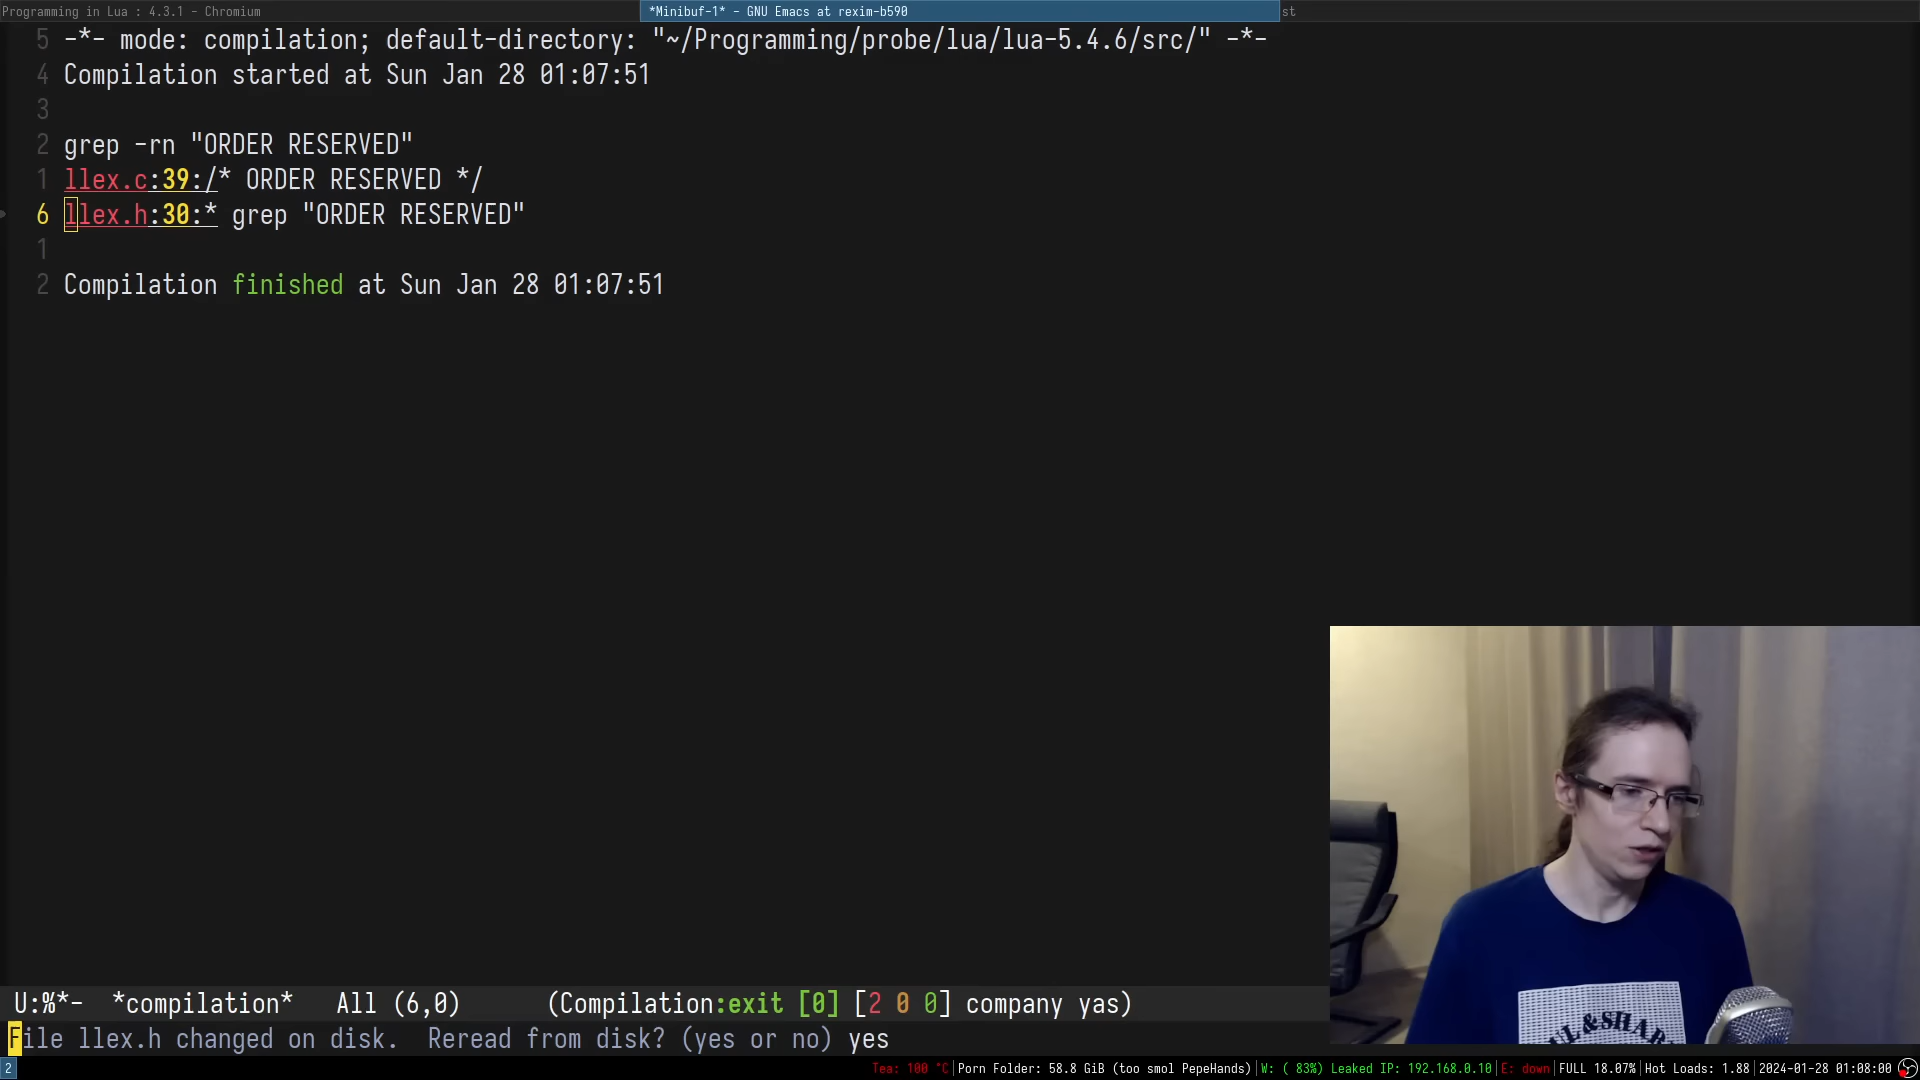 Programming in Lua : 4.3.1 - Chromium
*Minibuf-1* - GNU Emacs at rexim-b590
st
5 -*- mode: compilation; default-directory: "~/Programming/probe/lua/lua-5.4.6/src/" -*-
4 Compilation started at Sun Jan 28 01:07:51
3
2 grep -rn "ORDER RESERVED"
1 llex.c:39:/* ORDER RESERVED */
6 llex.h:30:* grep "ORDER RESERVED"
1
2 Compilation finished at Sun Jan 28 01:07:51
U:%*- *compilation* All (6,0) (Compilation:exit [0] [2 0 0] company yas)
File llex.h changed on disk. Reread from disk? (yes or no) yes
2 Tea: 100 °C|Porn Folder: 58.8 GiB (too smol PepeHands)|W: ( 83%) Leaked IP: 192.168.0.10|E: down|FULL 18.07%|Hot Loads: 1.88|2024-01-28 01:08:00